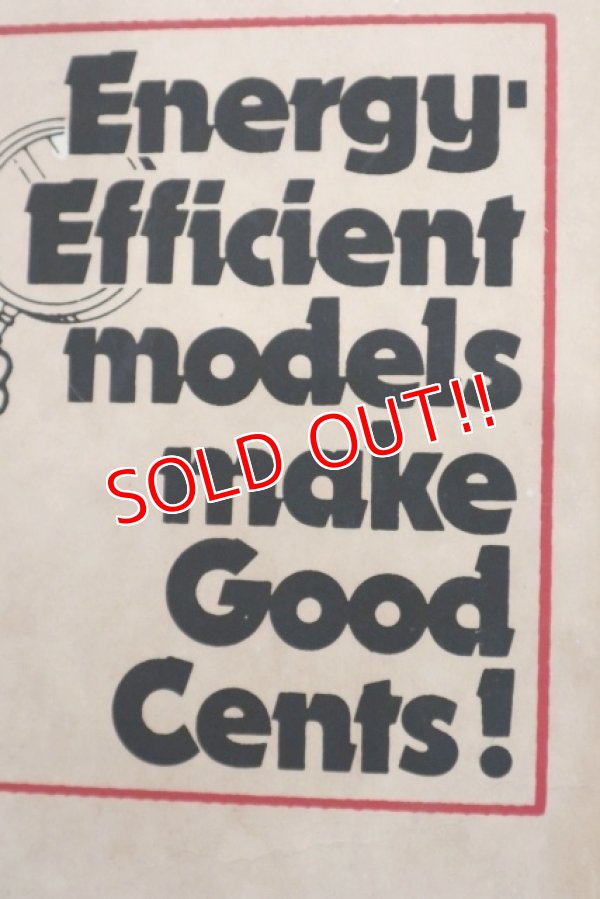 Energy-
Efficient
models
SOLD OUT!!
make
Good
Cents!